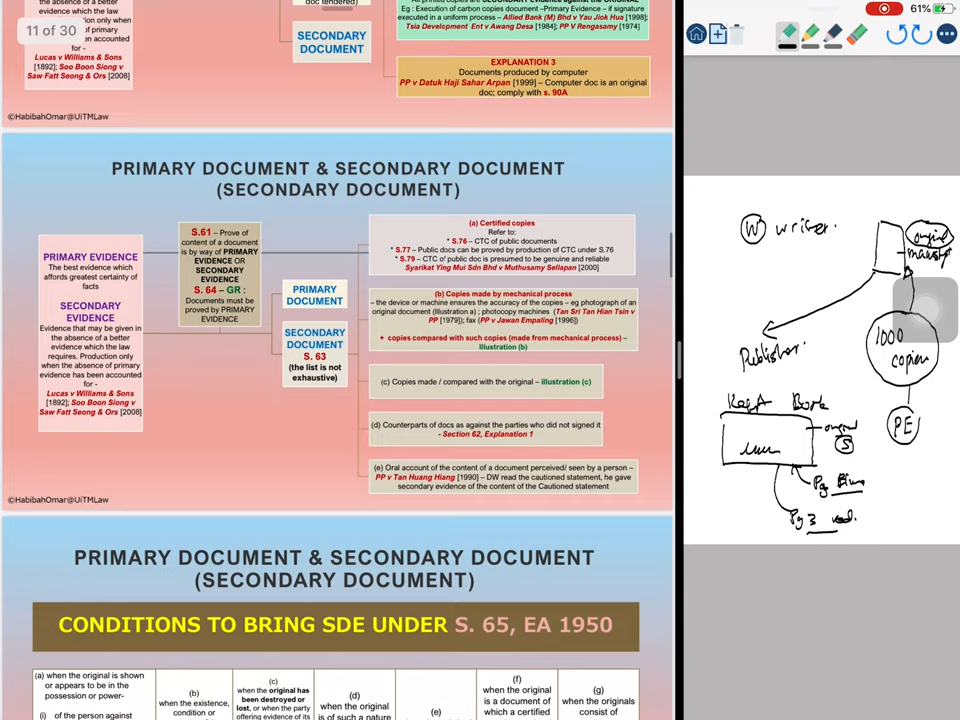 11 of 30
61%
the absence of a better
evidence which the law
only when
f primary
accounted
for -
Lucas v Williams & Sons
[1892]; Soo Boon Siong v
Saw Fatt Seong & Ors [2008]
doc tendered)
SECONDARY
DOCUMENT
Eg : Execution of carbon copies document –Primary Evidence – if signature
executed in a uniform process – Allied Bank (M) Bhd v Yau Jiok Hua [1998];
Tsia Development Ent v Awang Desa [1984]; PP V Rengasamy [1974]
EXPLANATION 3
Documents produced by computer
PP v Datuk Haji Sahar Arpan [1999] – Computer doc is an original
doc; comply with s. 90A
©HabibahOmar@UiTMLaw
PRIMARY DOCUMENT & SECONDARY DOCUMENT
(SECONDARY DOCUMENT)
PRIMARY EVIDENCE
The best evidence which
affords greatest certainty of
facts
SECONDARY
EVIDENCE
Evidence that may be given in
the absence of a better
evidence which the law
requires. Production only
when the absence of primary
evidence has been accounted
for -
Lucas v Williams & Sons
[1892]; Soo Boon Siong v
Saw Fatt Seong & Ors [2008]
S.61 – Prove of
content of a document
is by way of PRIMARY
EVIDENCE OR
SECONDARY
EVIDENCE
S. 64 – GR :
Documents must be
proved by PRIMARY
EVIDENCE
PRIMARY
DOCUMENT
SECONDARY
DOCUMENT
S. 63
(the list is not
exhaustive)
(a) Certified copies
Refer to:
* S.76 – CTC of public documents
* S.77 – Public docs can be proved by production of CTC under S.76
* S.79 – CTC of public doc is presumed to be genuine and reliable
Syarikat Ying Mui Sdn Bhd v Muthusamy Sellapan [2000]
(b) Copies made by mechanical process
– the device or machine ensures the accuracy of the copies – eg photograph of an
original document (Illustration a) ; photocopy machines (Tan Sri Tan Hian Tsin v
PP [1979]); fax (PP v Jawan Empaling [1996])
+ copies compared with such copies (made from mechanical process) –
Illustration (b)
(c) Copies made / compared with the original – illustration (c)
(d) Counterparts of docs as against the parties who did not signed it
- Section 62, Explanation 1
(e) Oral account of the content of a document perceived/ seen by a person –
PP v Tan Huang Hiang [1990] – DW read the cautioned statement, he gave
secondary evidence of the content of the Cautioned statement
©HabibahOmar@UiTMLaw
PRIMARY DOCUMENT & SECONDARY DOCUMENT
(SECONDARY DOCUMENT)
CONDITIONS TO BRING SDE UNDER S. 65, EA 1950
(a) when the original is shown
or appears to be in the
possession or power-
(i) of the person against
(b)
when the existence,
condition or
(c)
when the original has
been destroyed or
lost, or when the party
offering evidence of its
(d)
when the original
is of such a nature
(e)
(f)
when the original
is a document of
which a certified
(g)
when the originals
consist of
W writer.
original
Publisher.
1000
copies
PE
Book
original
S
Pg
Pg 3